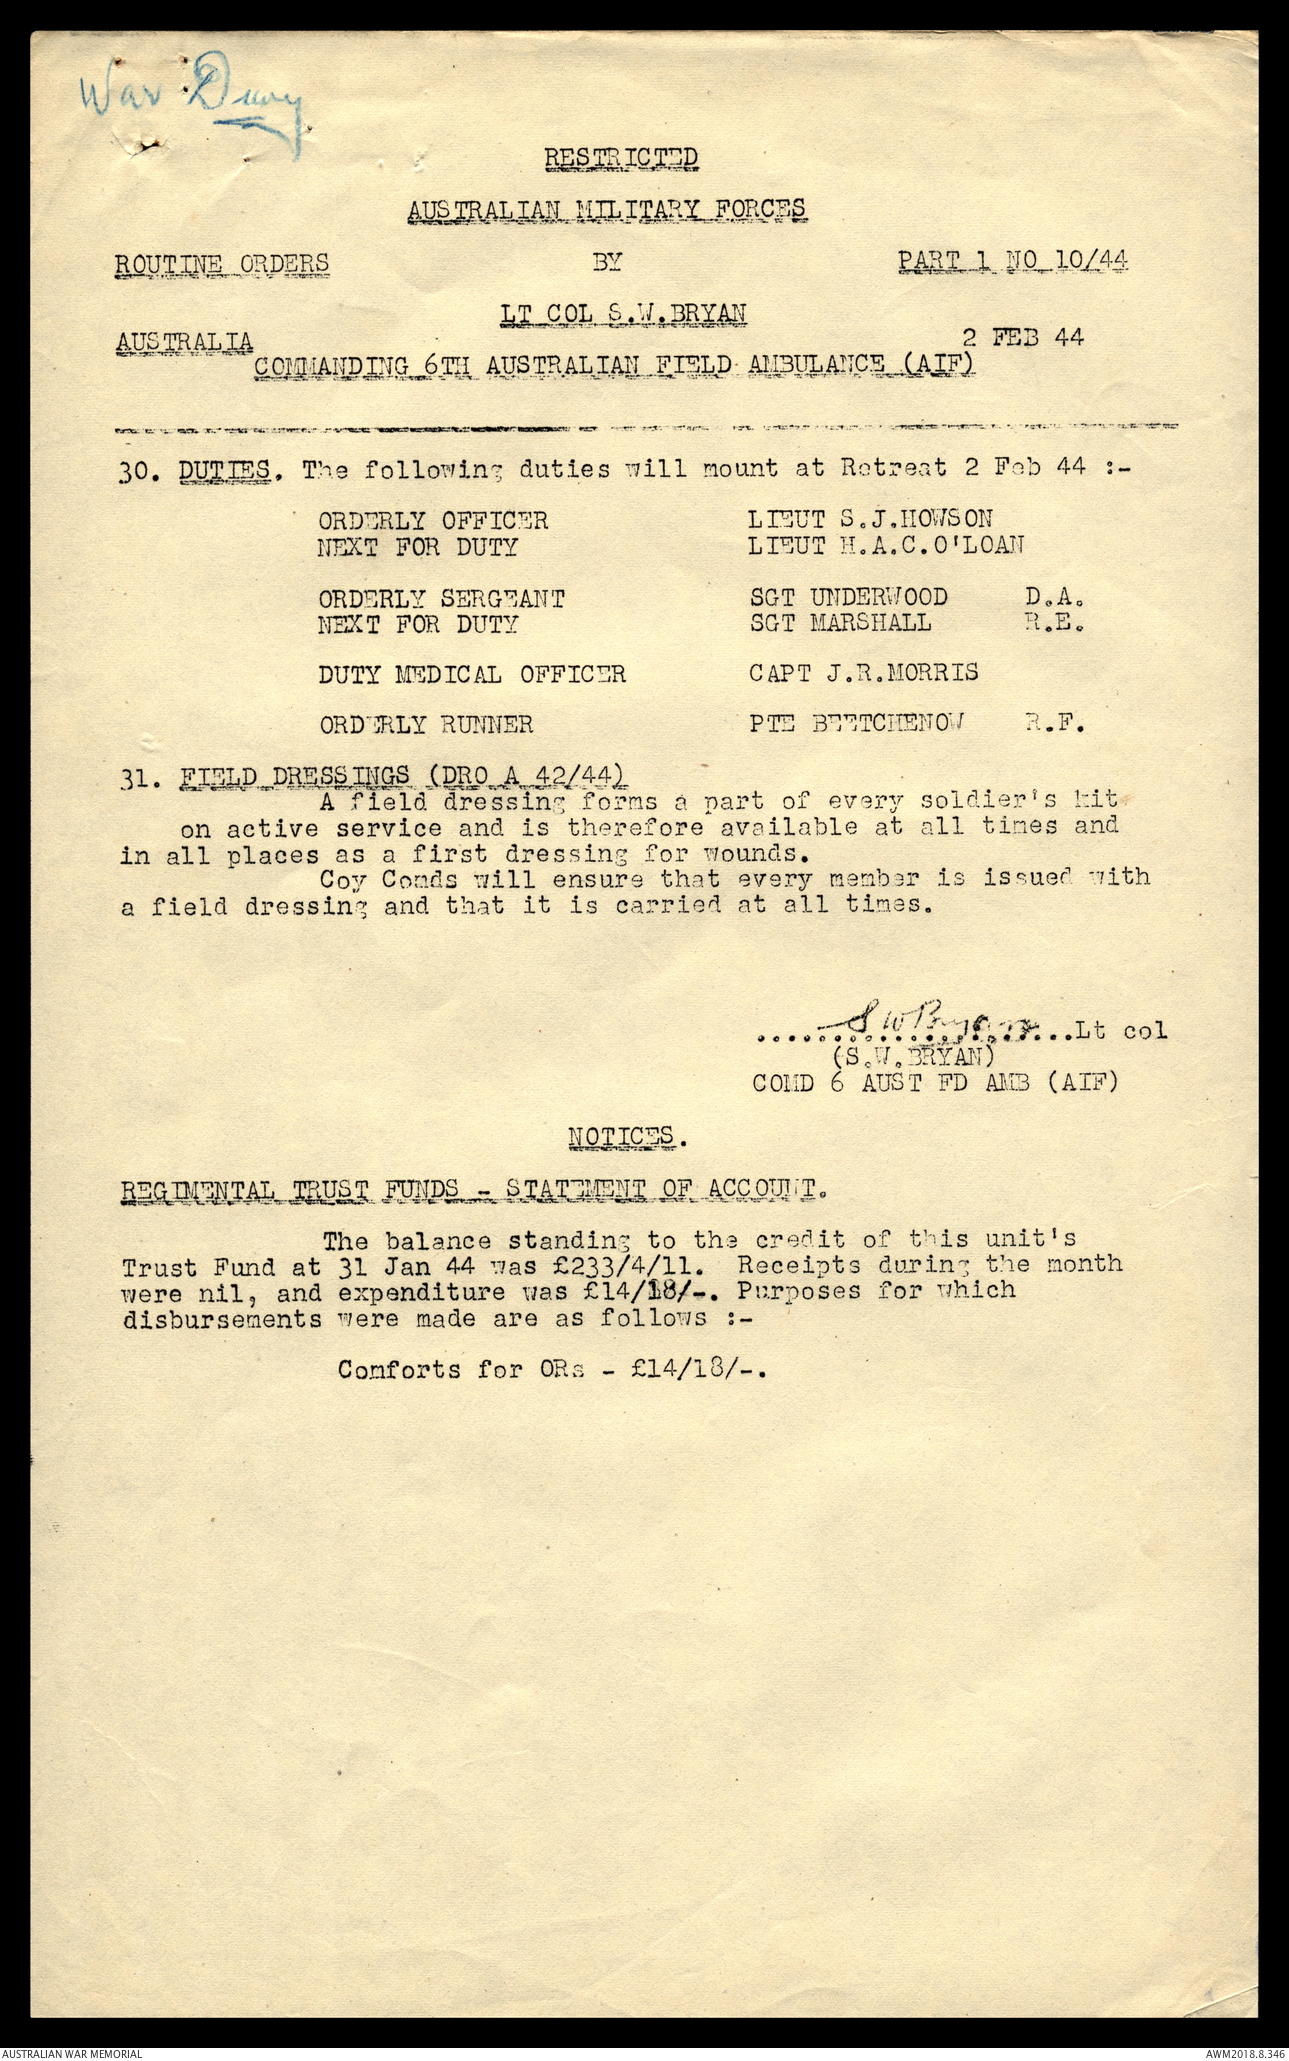 War Diary
RESTRICTED
AUSTRALIAN MILITARY FORCES
ROUTINE ORDERS BY PART 1 NO 10/44
LT COL S.W.BRYAN
AUSTRALIA 2 FEB 44
COMMANDING 6TH AUSTRALIAN FIELD AMBULANCE (AIF)
30. DUTIES. The following duties will mount at Retreat 2 Feb 44 :-
ORDERLY OFFICER LIEUT S.J.HOWSON
NEXT FOR DUTY LIEUT H.A.C.O'LOAN
ORDERLY SERGEANT SGT UNDERWOOD D.A.
NEXT FOR DUTY SGT MARSHALL R.E.
DUTY MEDICAL OFFICER CAPT J.R.MORRIS
ORDERLY RUNNER PTE BEETCHENOW R.F.
31. FIELD DRESSINGS (DRO A 42/44)
A field dressing forms a part of every soldier's kit
on active service and is therefore available at all times and
in all places as a first dressing for wounds.
Coy Comds will ensure that every member is issued with
a field dressing and that it is carried at all times.
S W Bryan
.....................Lt col
(S.W.BRYAN)
COMD 6 AUST FD AMB (AIF)
NOTICES.
REGIMENTAL TRUST FUNDS - STATEMENT OF ACCOUNT.
The balance standing to the credit of this unit's
Trust Fund at 31 Jan 44 was £233/4/11. Receipts during the month
were nil, and expenditure was £14/18/-. Purposes for which
disbursements were made are as follows :-
Comforts for ORs - £14/18/-.
AUSTRALIAN WAR MEMORIAL AWM2018.8.346